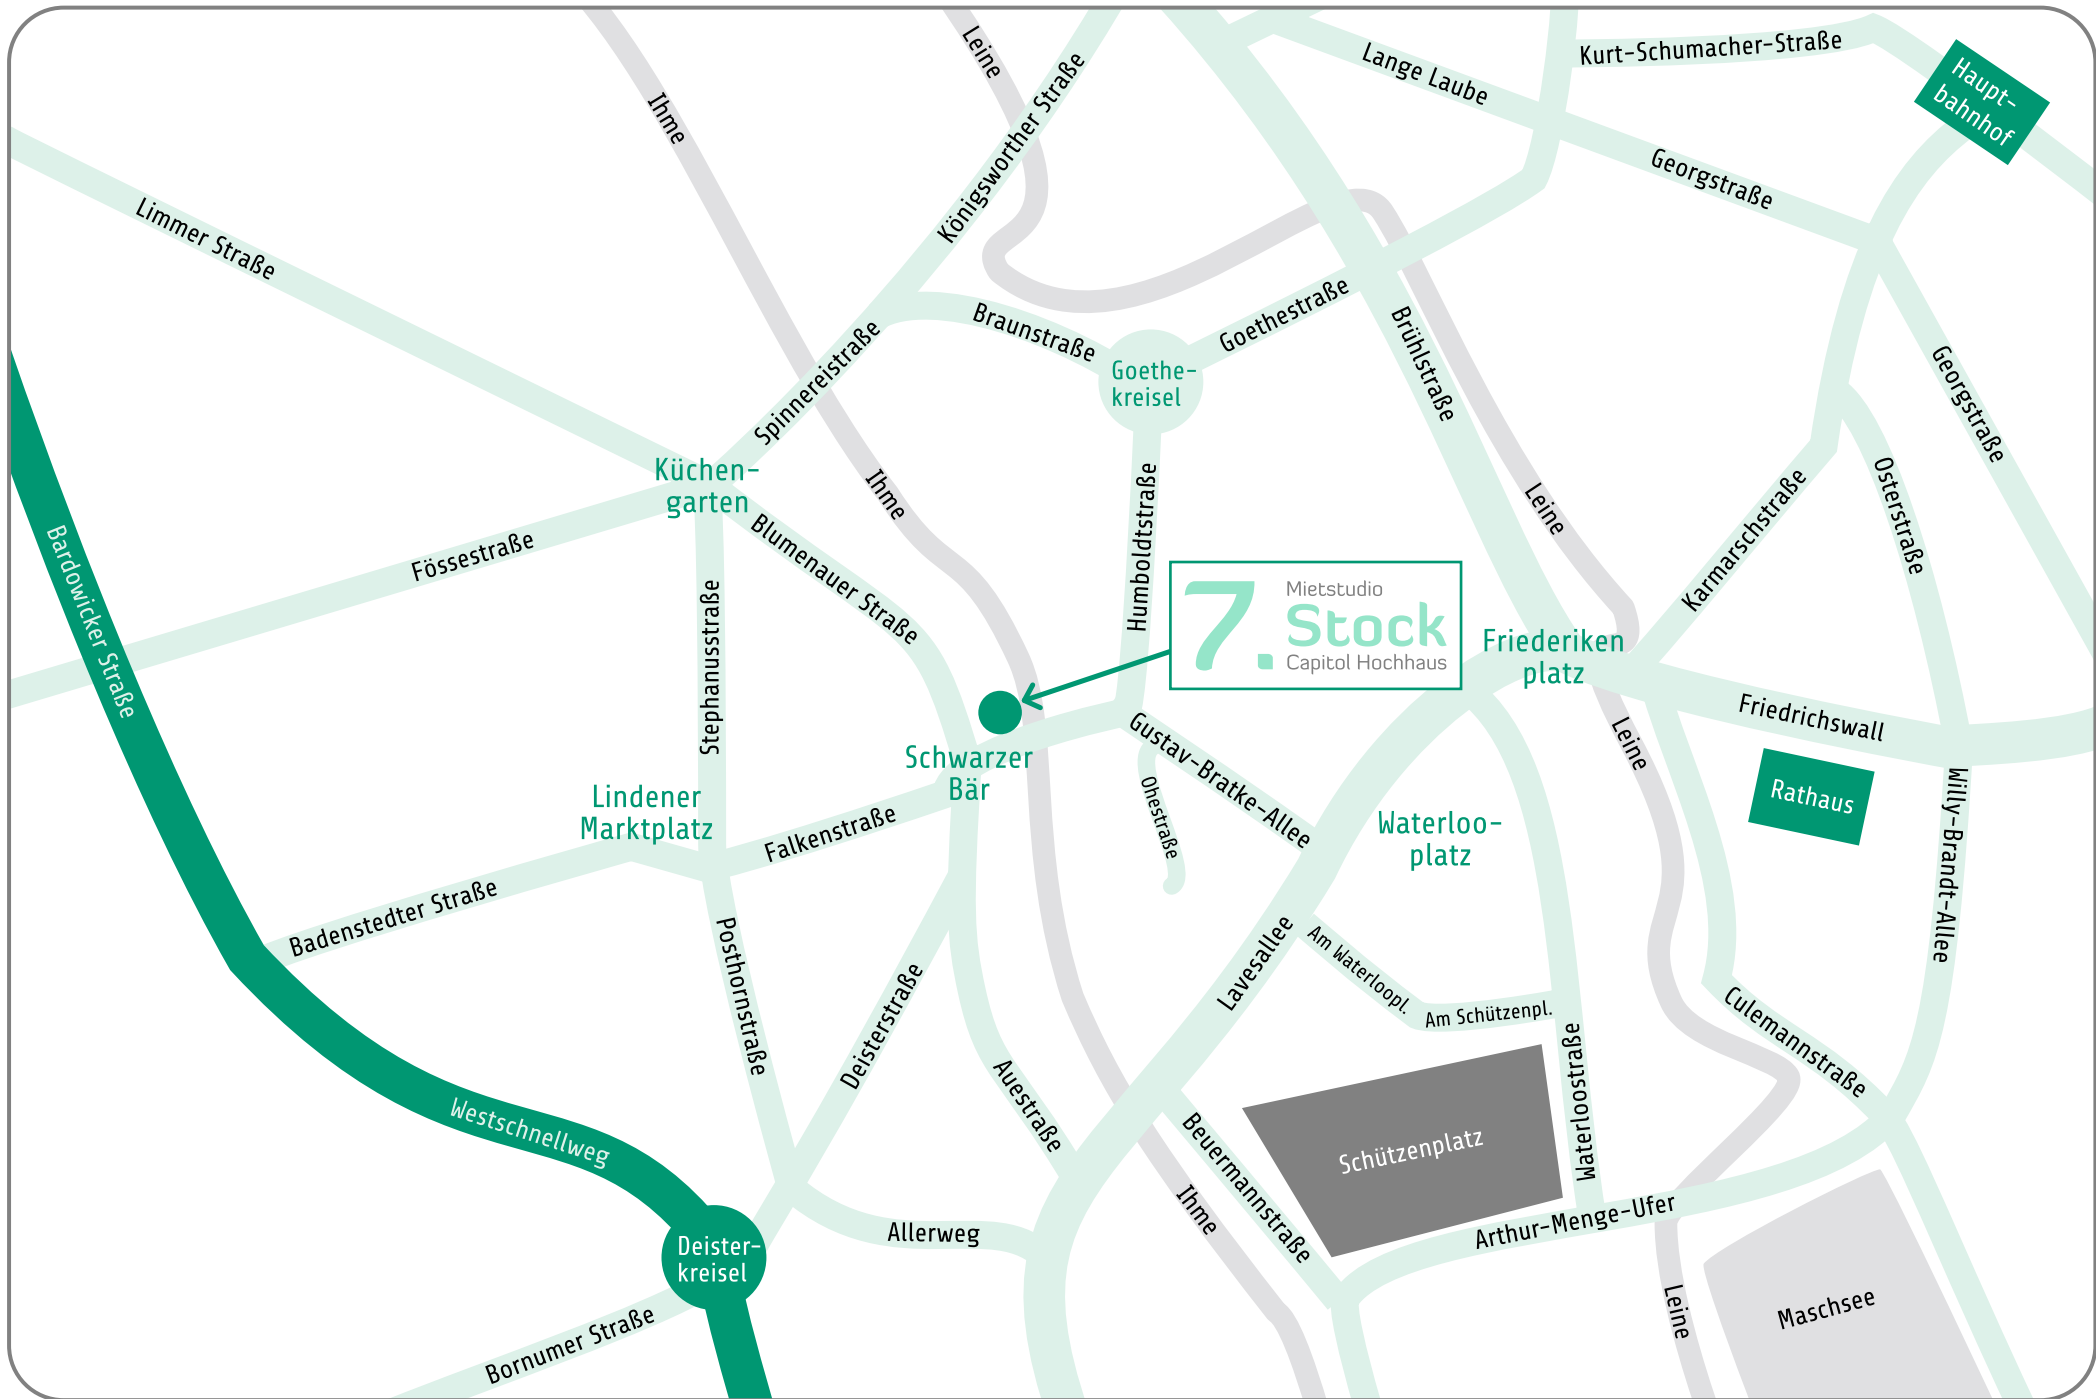 Leine
Kurt-Schumacher-Straße
Lange Laube
Haupt-
bahnhof
Ihme
Königsworther Straße
Georgstraße
Limmer Straße
Braunstraße
Goethestraße
Brühlstraße
Spinnereistraße
Goethe-
kreisel
Georgstraße
Küchen-
garten
Ihme
Humboldtstraße
Leine
Karmarschstraße
Osterstraße
Fössestraße
Blumenauer Straße
Bardowicker Straße
Stephanusstraße
7.
Mietstudio
Stock
Capitol Hochhaus
Friederiken
platz
Friedrichswall
Leine
Gustav-Bratke-Allee
Schwarzer
Bär
Ohestraße
Rathaus
Willy-Brandt-Allee
Lindener
Marktplatz
Falkenstraße
Waterloo-
platz
Badenstedter Straße
Posthornstraße
Deisterstraße
Lavesallee
Am Waterloopl.
Am Schützenpl.
Culemannstraße
Waterloostraße
Auestraße
Westschnellweg
Beuermannstraße
Schützenplatz
Ihme
Arthur-Menge-Ufer
Allerweg
Deister-
kreisel
Bornumer Straße
Leine
Maschsee